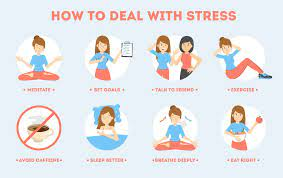 HOW TO DEAL WITH STRESS
• MEDITATE •
• SET GOALS •
• TALK TO FRIEND •
• EXERCISE •
• AVOID CAFFEINE •
• SLEEP BETTER •
• BREATHE DEEPLY •
• EAT RIGHT •